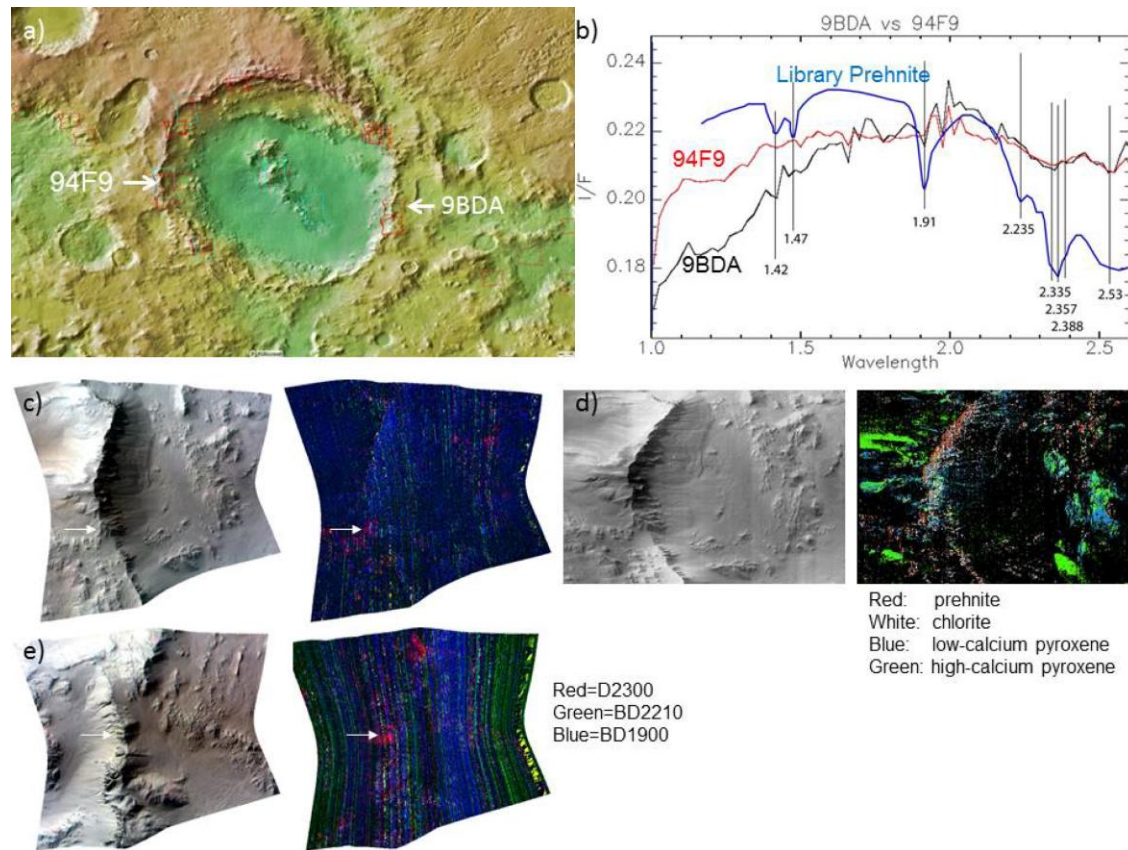 a)
94F9
9BDA
b)
9BDA vs 94F9
Library Prehnite
94F9
9BDA
I/F
0.24
0.22
0.20
0.18
1.42
1.47
1.91
2.235
2.335
2.357
2.388
2.53
1.0
1.5
2.0
2.5
Wavelength
c)
d)
Red: prehnite
White: chlorite
Blue: low-calcium pyroxene
Green: high-calcium pyroxene
e)
Red=D2300
Green=BD2210
Blue=BD1900